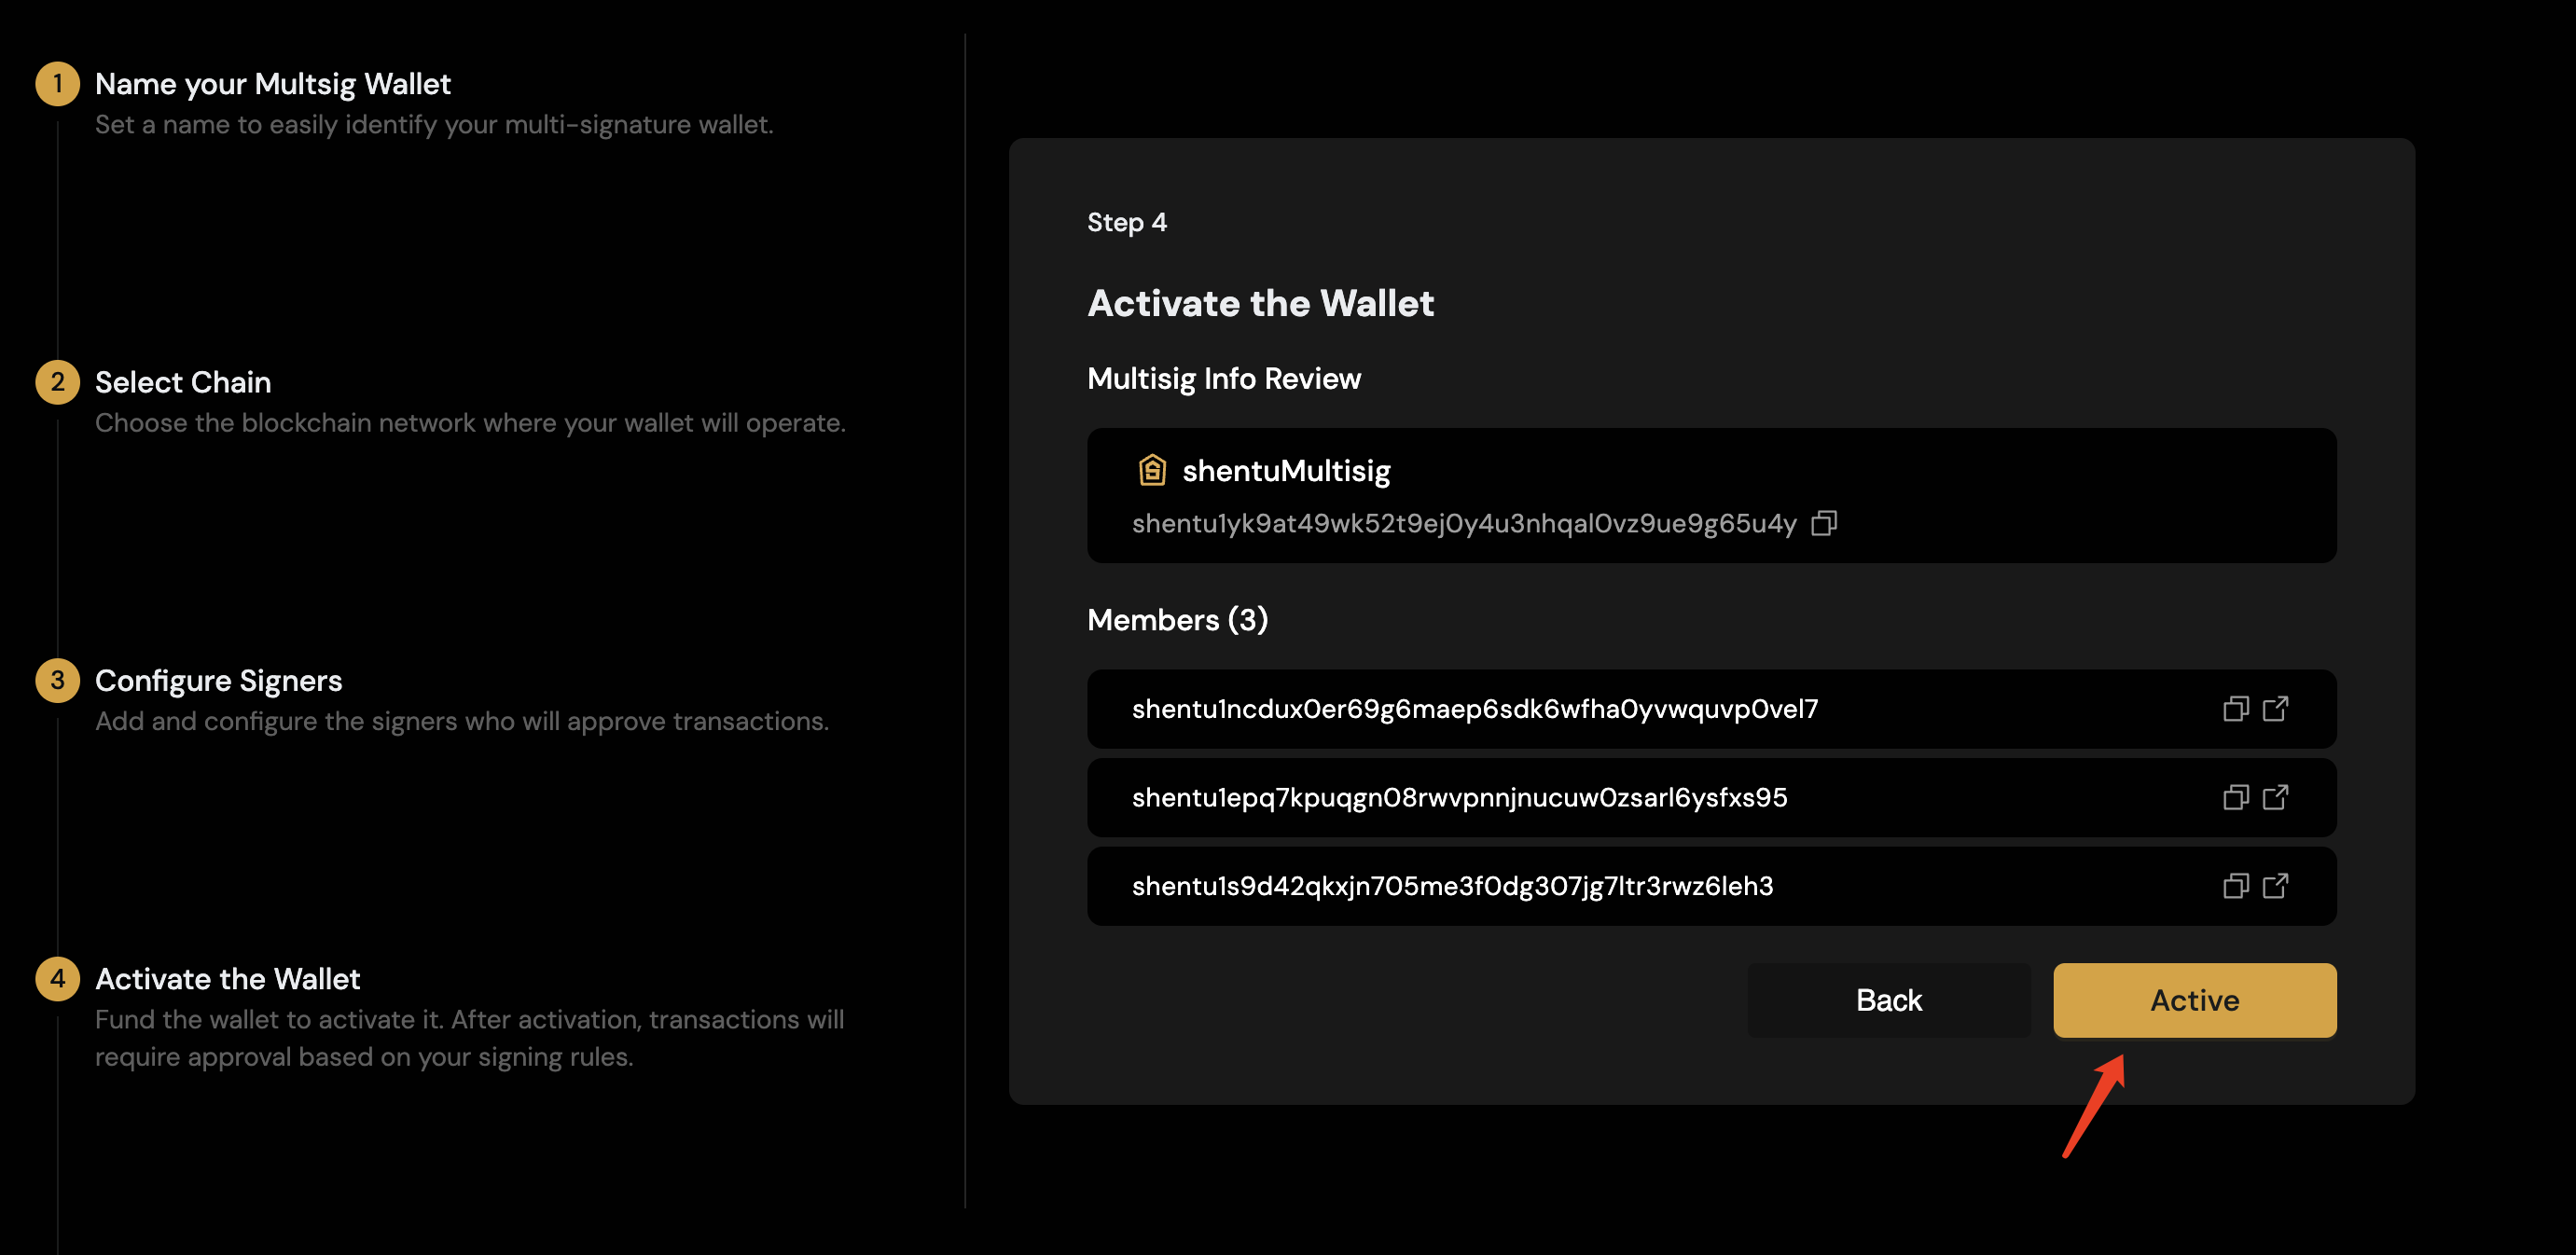 1
Name your Multsig Wallet
Set a name to easily identify your multi-signature wallet.
2
Select Chain
Choose the blockchain network where your wallet will operate.
3
Configure Signers
Add and configure the signers who will approve transactions.
4
Activate the Wallet
Fund the wallet to activate it. After activation, transactions will
require approval based on your signing rules.
Step 4
Activate the Wallet
Multisig Info Review
shentuMultisig
shentu1yk9at49wk52t9ej0y4u3nhqal0vz9ue9g65u4y
Members (3)
shentu1ncdux0er69g6maep6sdk6wfha0yvwquvp0vel7
shentu1epq7kpuqgn08rwvpnnjnucuw0zsarl6ysfxs95
shentu1s9d42qkxjn705me3f0dg307jg7ltr3rwz6leh3
Back
Active